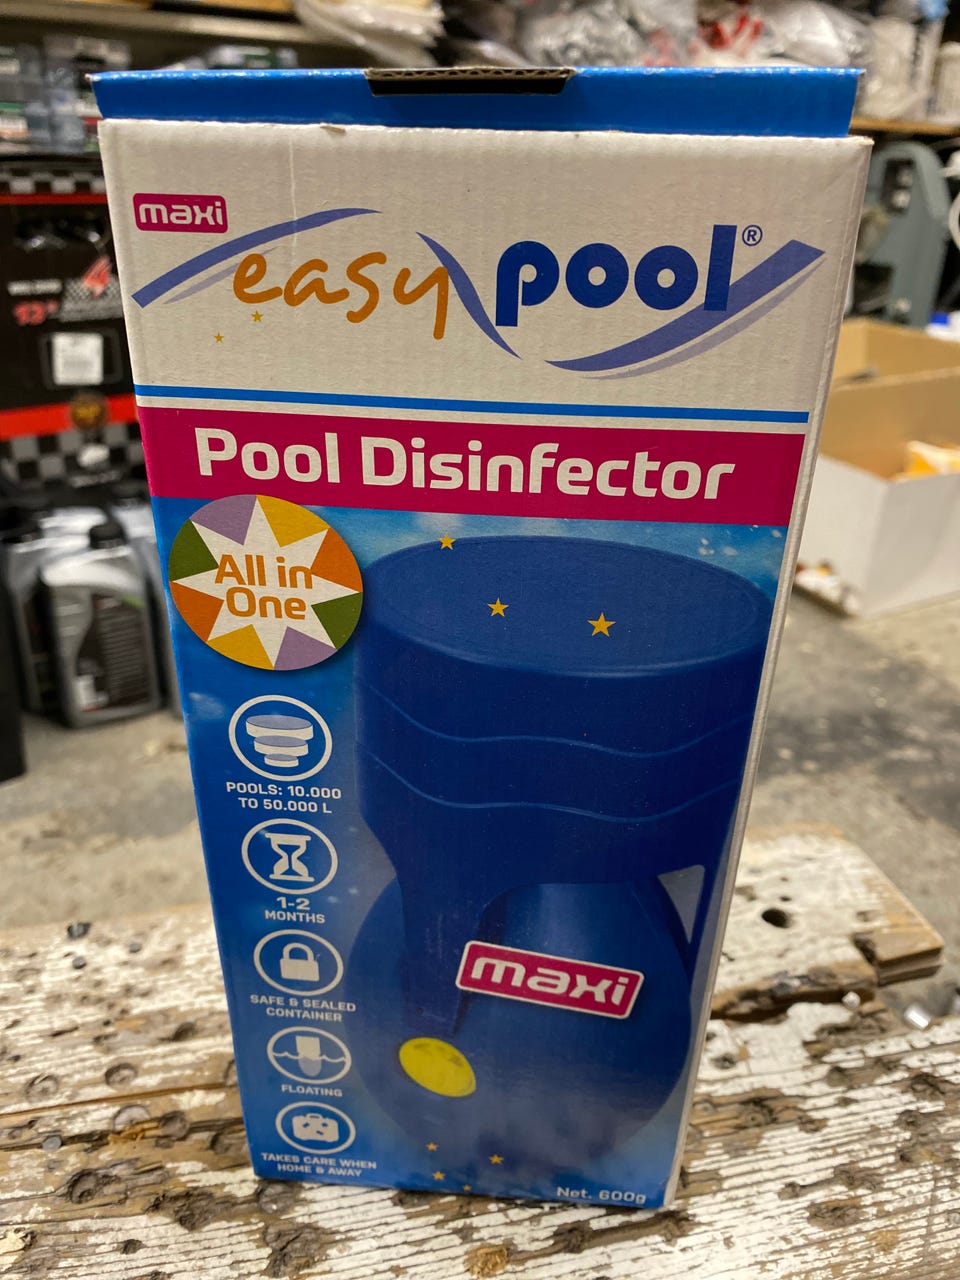 maxi
easy pool®
Pool Disinfector
All in
One
POOLS: 10.000
TO 50.000 L
1-2
MONTHS
SAFE & SEALED
CONTAINER
FLOATING
TAKES CARE WHEN
HOME & AWAY
maxi
Net. 600g
4